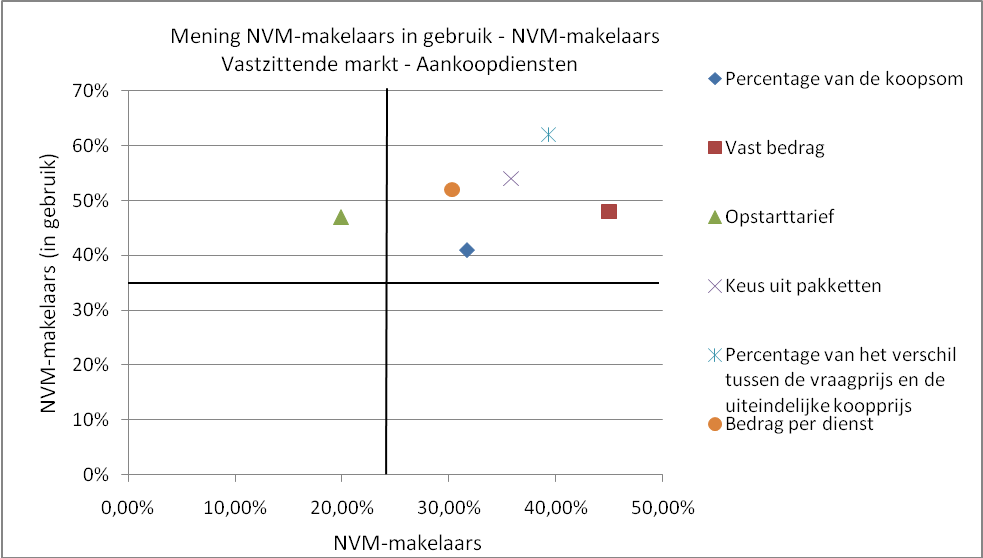 Mening NVM-makelaars in gebruik - NVM-makelaars
Vastzittende markt - Aankoopdiensten
NVM-makelaars (in gebruik)
70%
60%
50%
40%
30%
20%
10%
0%
0,00%
10,00%
20,00%
30,00%
40,00%
50,00%
NVM-makelaars
Percentage van de koopsom
Vast bedrag
Opstarttarief
Keus uit pakketten
Percentage van het verschil
tussen de vraagprijs en de
uiteindelijke koopprijs
Bedrag per dienst